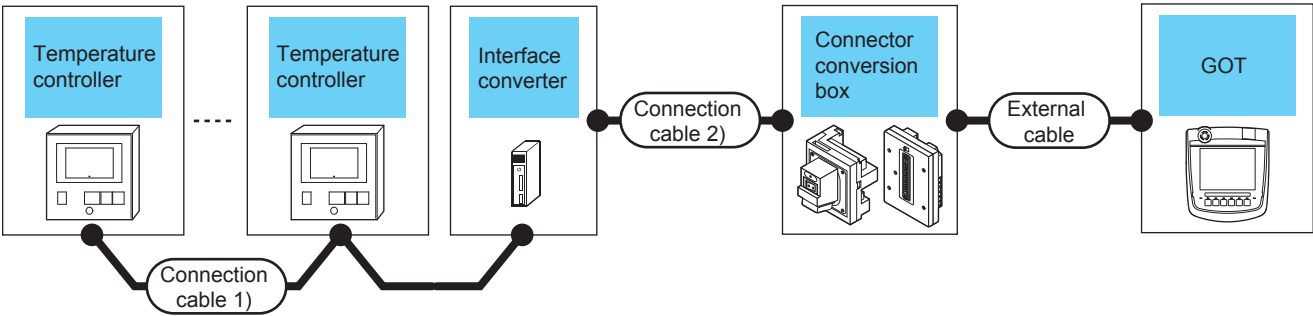 Temperature
controller
Temperature
controller
Interface
converter
Connection
cable 2)
Connector
conversion
box
External
cable
GOT
Connection
cable 1)